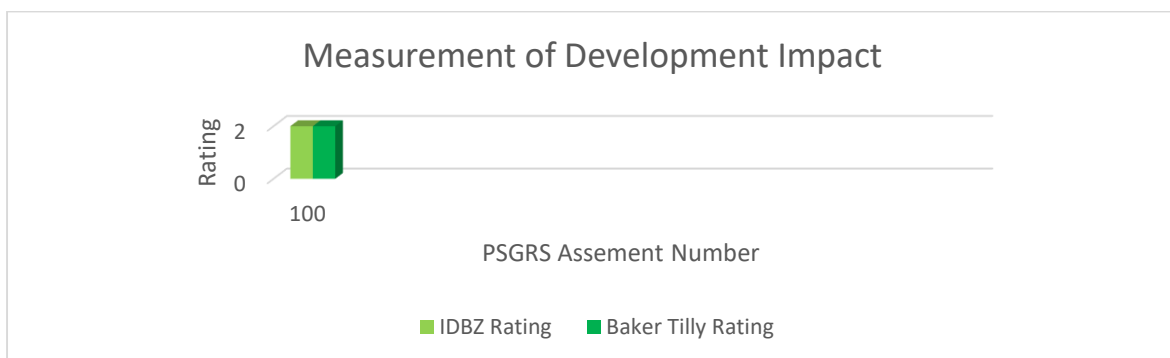 Measurement of Development Impact
Rating
2
0
100
PSGRS Assement Number
IDBZ Rating
Baker Tilly Rating